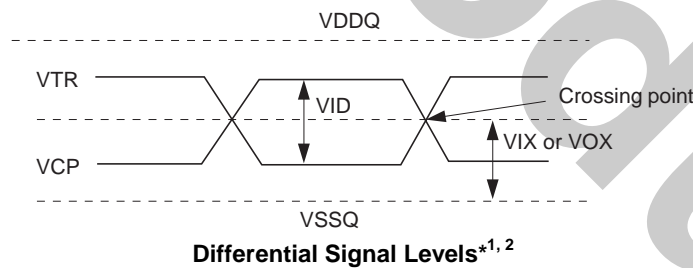 VDDQ
VTR
VID
Crossing point
VIX or VOX
VCP
VSSQ
Differential Signal Levels*1, 2